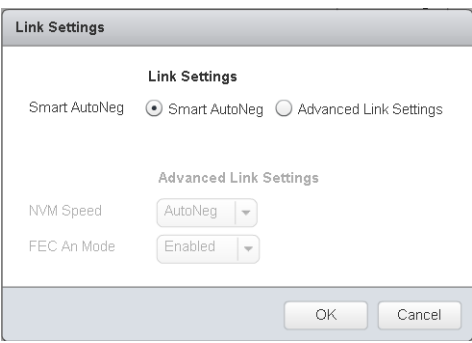 Link Settings
Link Settings
Smart AutoNeg Smart AutoNeg Advanced Link Settings
Advanced Link Settings
NVM Speed AutoNeg
FEC An Mode Enabled
OK Cancel